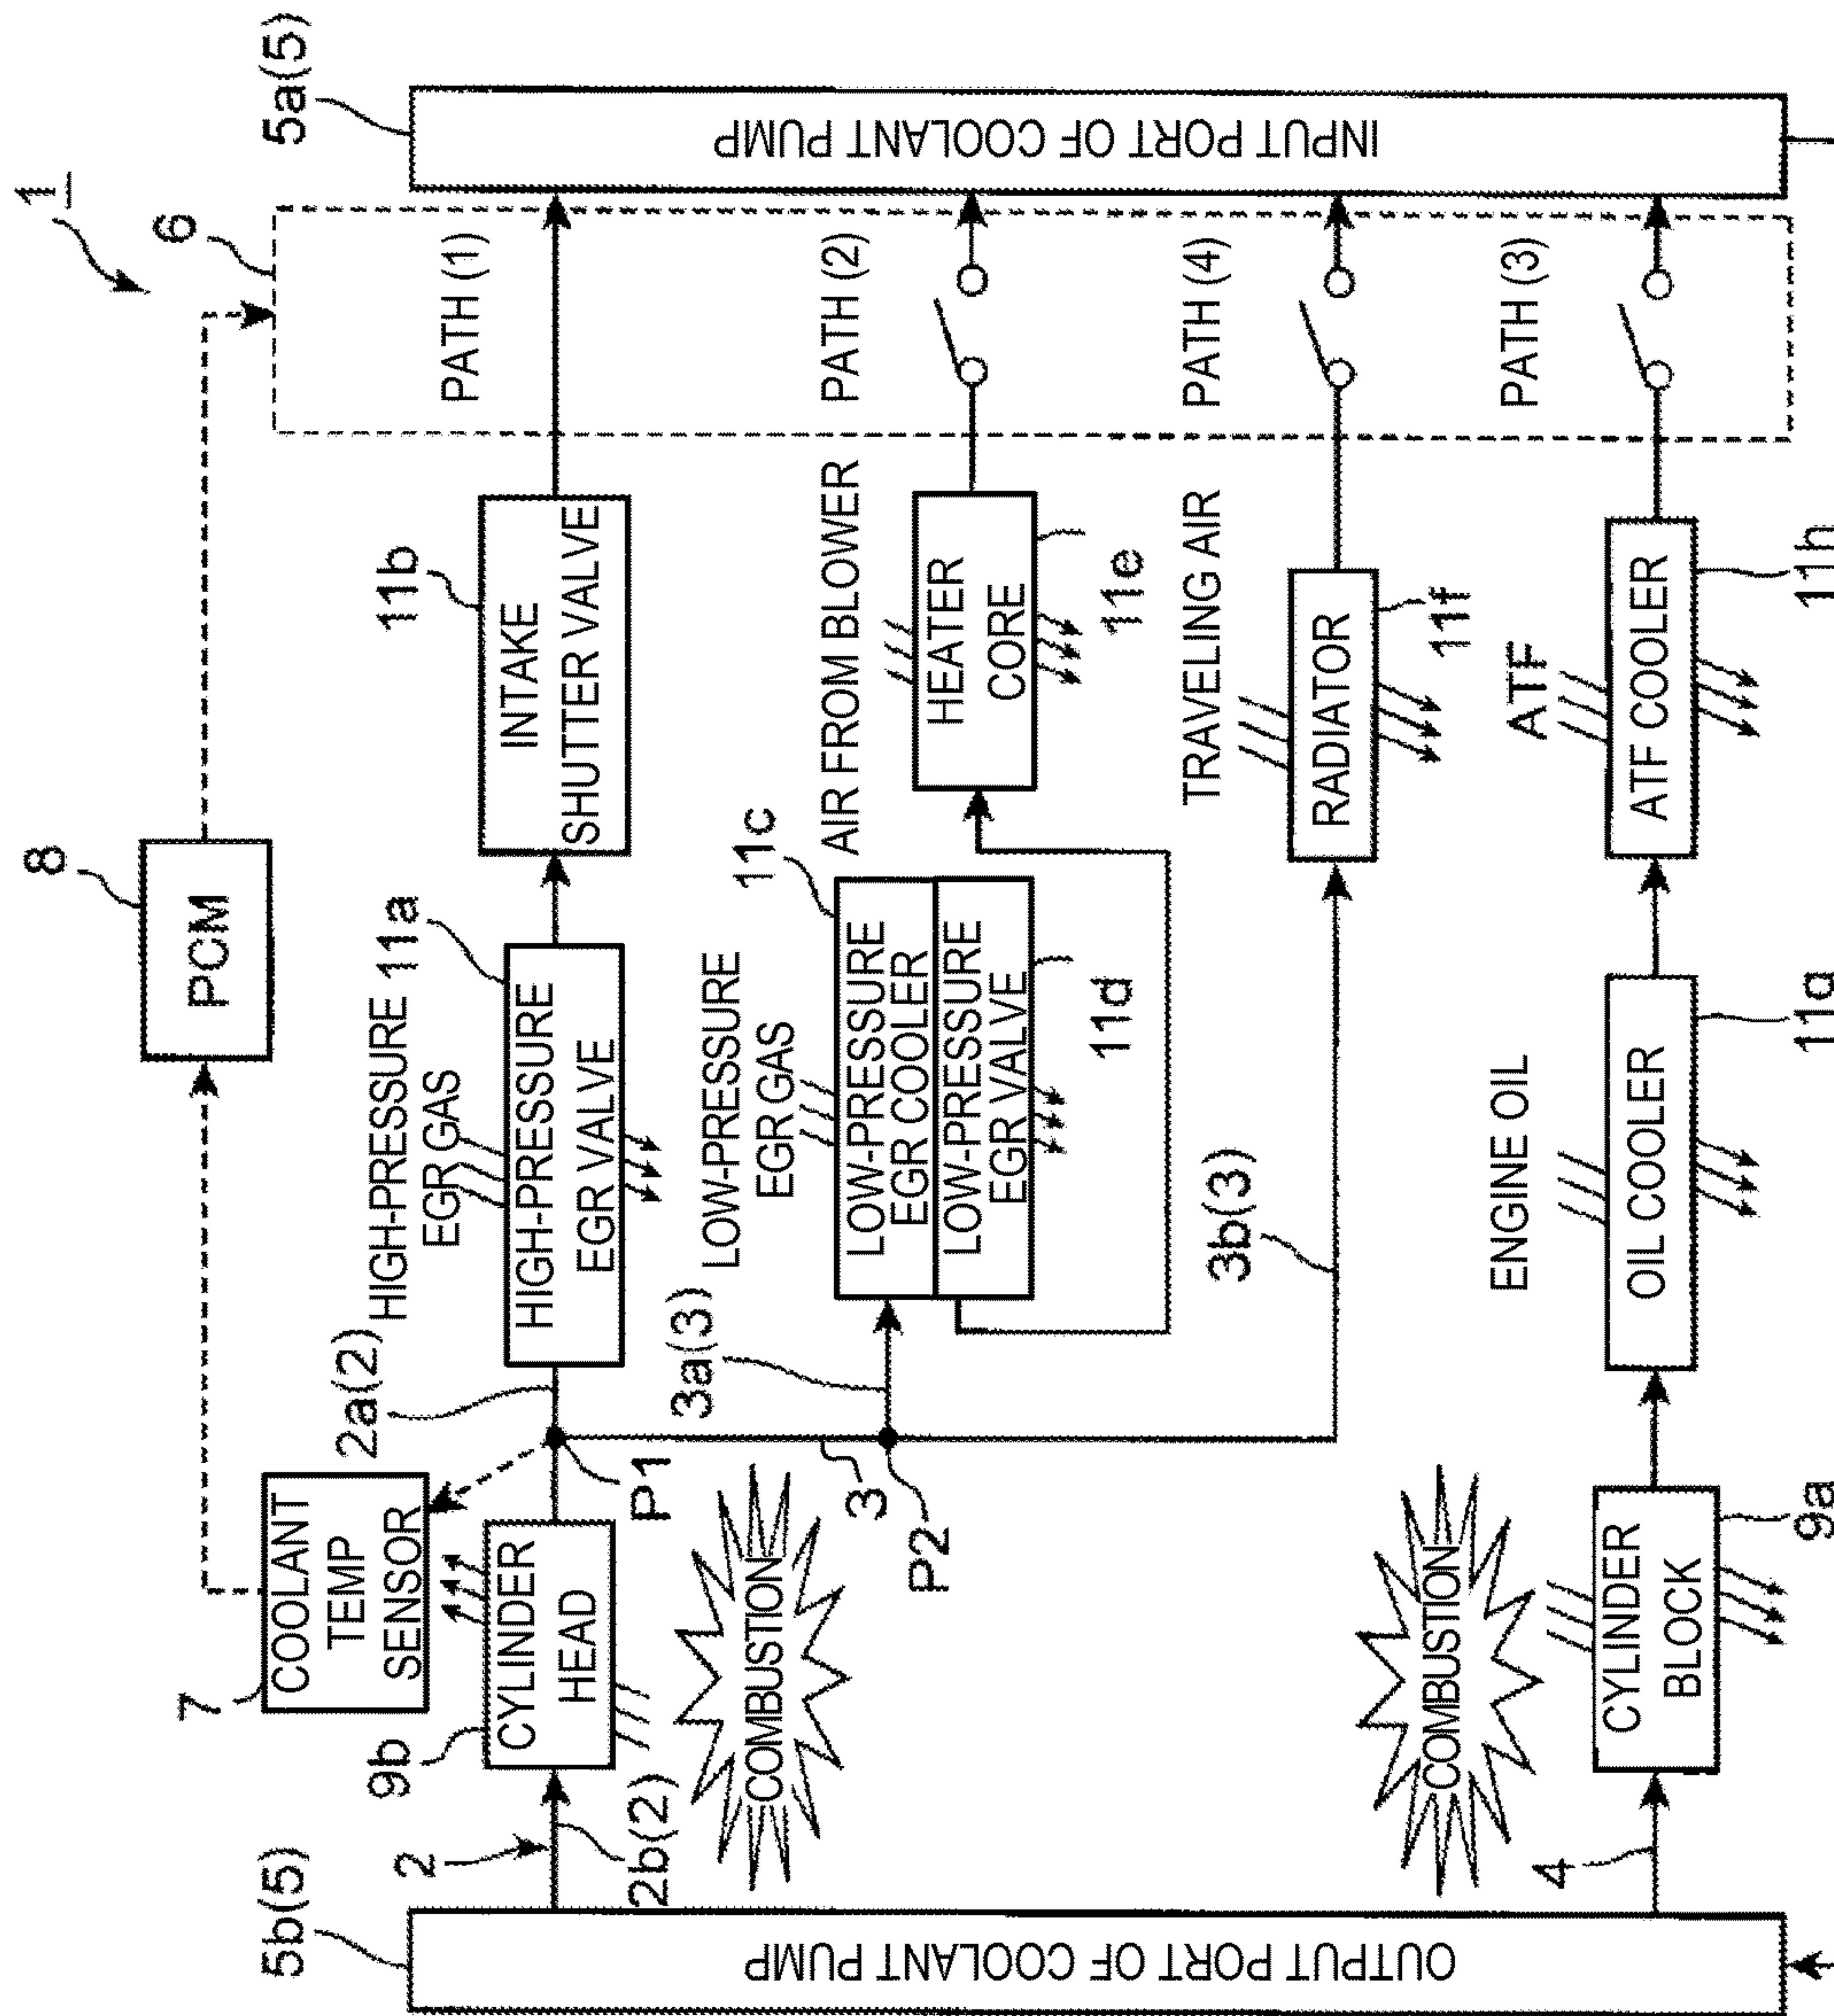 1
5a(5)
6
8
PCM
INPUT PORT OF COOLANT PUMP
PATH (1)
PATH (2)
PATH (4)
PATH (3)
7
COOLANT
TEMP
SENSOR
2a(2)
HIGH-PRESSURE
EGR GAS
11a
HIGH-PRESSURE
EGR VALVE
11b
INTAKE
SHUTTER VALVE
5b(5)
OUTPUT PORT OF COOLANT PUMP
2
2b(2)
9b
CYLINDER
HEAD
P1
COMBUSTION
3
P2
3a(3)
LOW-PRESSURE
EGR GAS
11c
LOW-PRESSURE
EGR COOLER
LOW-PRESSURE
EGR VALVE
11d
AIR FROM BLOWER
HEATER
CORE
11e
3b(3)
TRAVELING AIR
RADIATOR
11f
COMBUSTION
4
CYLINDER
BLOCK
9a
ENGINE OIL
OIL COOLER
11g
ATF
ATF COOLER
11h